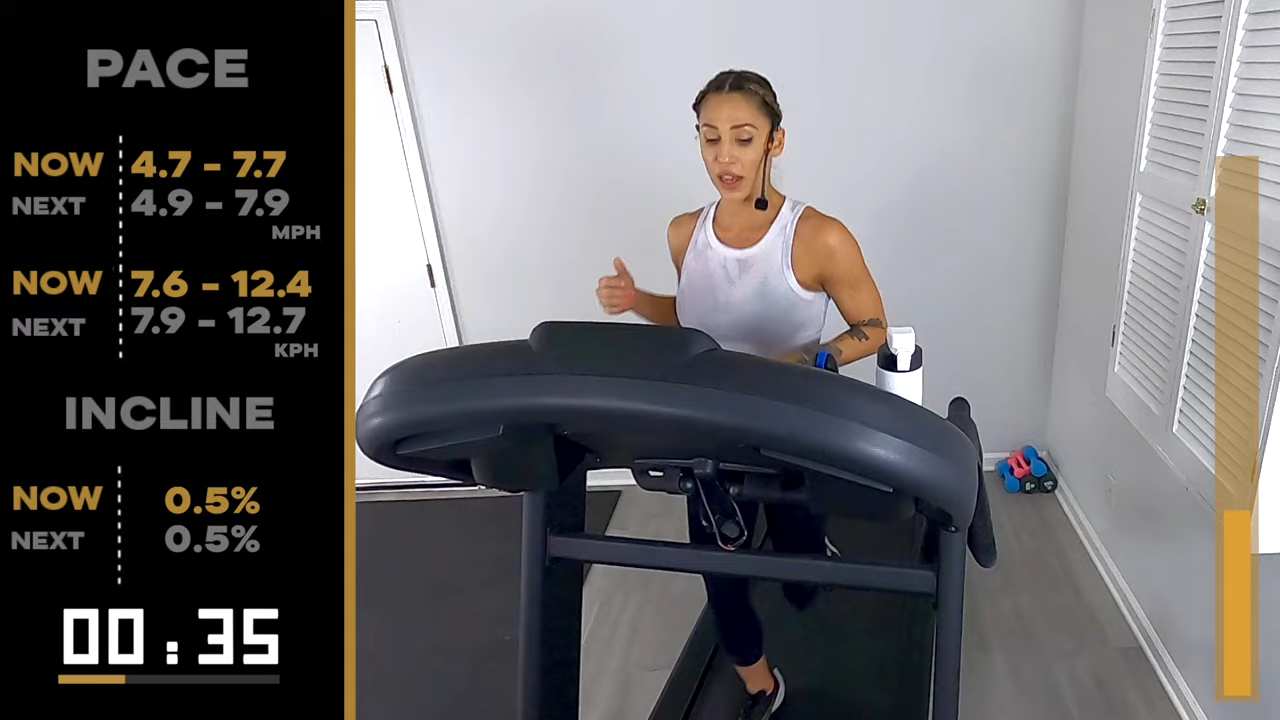 PACE
NOW 4.7 - 7.7
NEXT 4.9 - 7.9
MPH
NOW 7.6 - 12.4
NEXT 7.9 - 12.7
KPH
INCLINE
NOW 0.5%
NEXT 0.5%
00:35